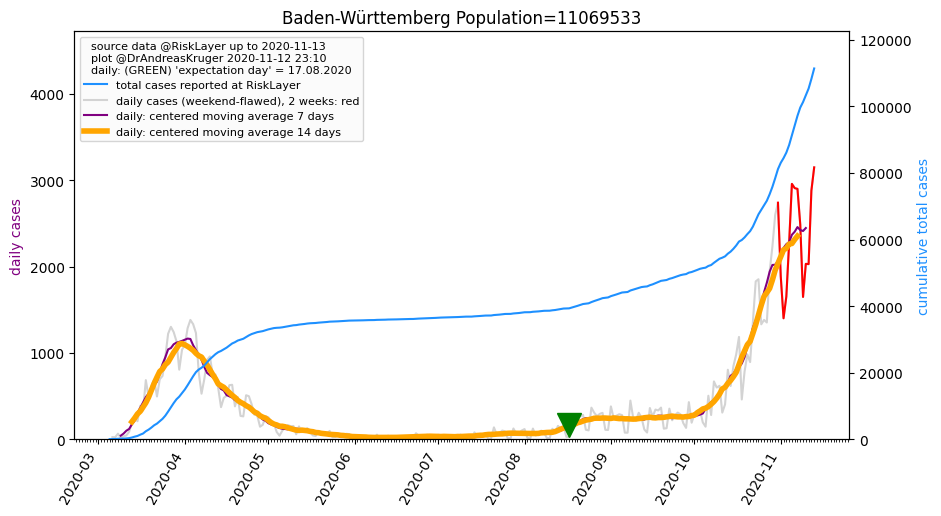 Baden-Württemberg Population=11069533
source data @RiskLayer up to 2020-11-13
plot @DrAndreasKruger 2020-11-12 23:10
daily: (GREEN) 'expectation day' = 17.08.2020
total cases reported at RiskLayer
daily cases (weekend-flawed), 2 weeks: red
daily: centered moving average 7 days
daily: centered moving average 14 days
daily cases
4000
3000
2000
1000
0
120000
100000
80000
60000
40000
20000
0
cumulative total cases
2020-03
2020-04
2020-05
2020-06
2020-07
2020-08
2020-09
2020-10
2020-11